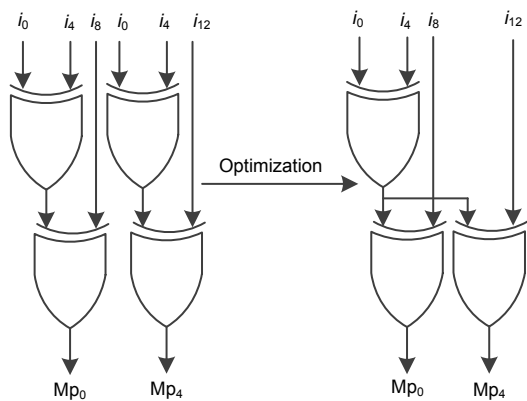 i₀ i₄ i₈ i₀ i₄ i₁₂ i₀ i₄ i₈ i₁₂
Optimization
Mp₀ Mp₄ Mp₀ Mp₄